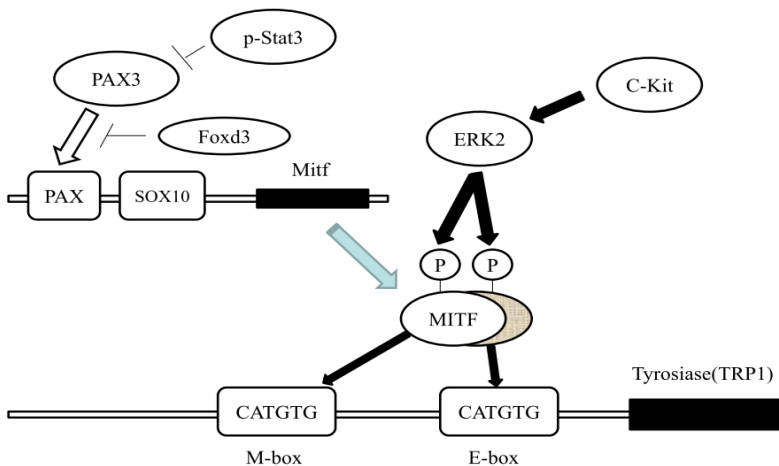 p-Stat3
PAX3
C-Kit
Foxd3
ERK2
Mitf
PAX
SOX10
P
P
MITF
Tyrosiase(TRP1)
CATGTG
CATGTG
M-box
E-box